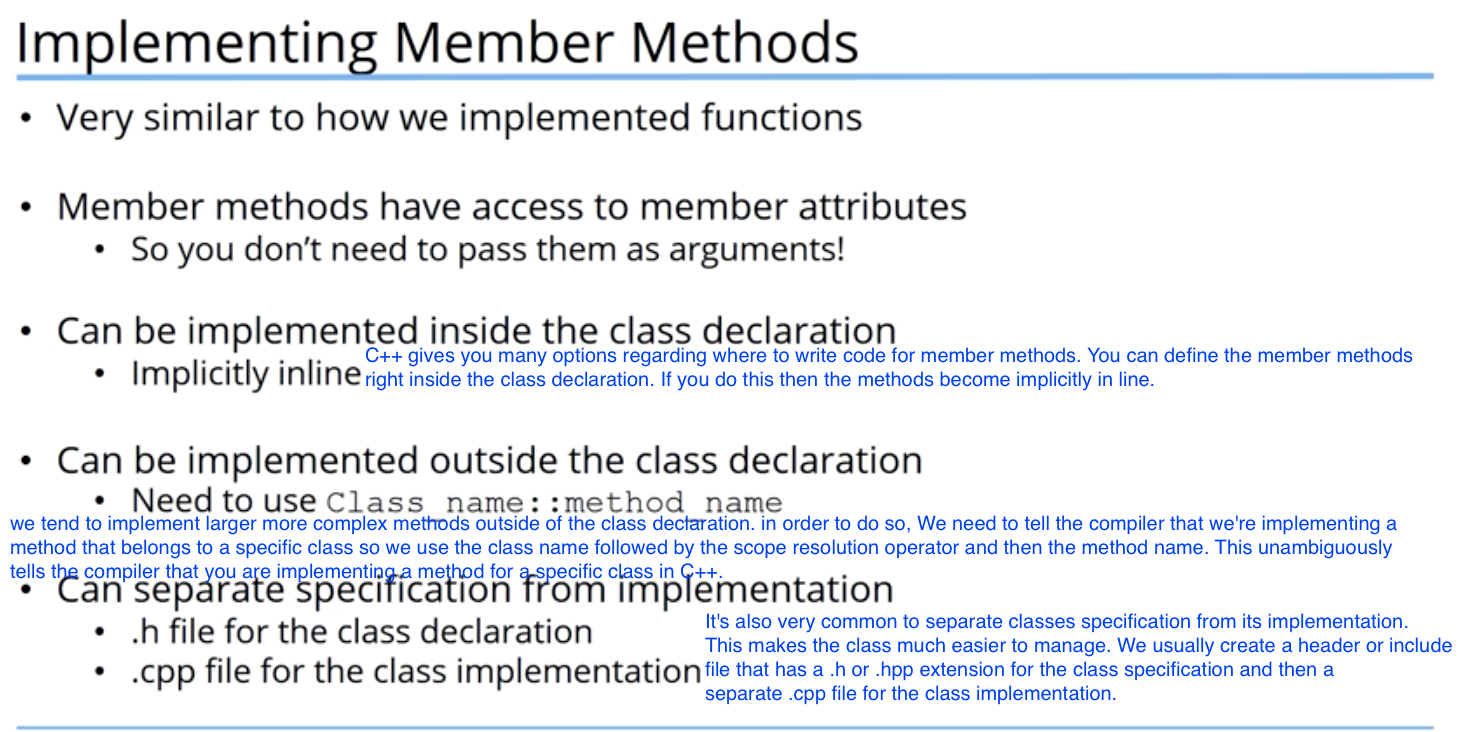 Implementing Member Methods
• Very similar to how we implemented functions
• Member methods have access to member attributes
• So you don't need to pass them as arguments!
• Can be implemented inside the class declaration
• Implicitly inline
C++ gives you many options regarding where to write code for member methods. You can define the member methods
right inside the class declaration. If you do this then the methods become implicitly in line.
• Can be implemented outside the class declaration
• Need to use Class_name::method_name
we tend to implement larger more complex methods outside of the class declaration. in order to do so, We need to tell the compiler that we're implementing a
method that belongs to a specific class so we use the class name followed by the scope resolution operator and then the method name. This unambiguously
tells the compiler that you are implementing a method for a specific class in C++.
• Can separate specification from implementation
• .h file for the class declaration
• .cpp file for the class implementation
It's also very common to separate classes specification from its implementation.
This makes the class much easier to manage. We usually create a header or include
file that has a .h or .hpp extension for the class specification and then a
separate .cpp file for the class implementation.